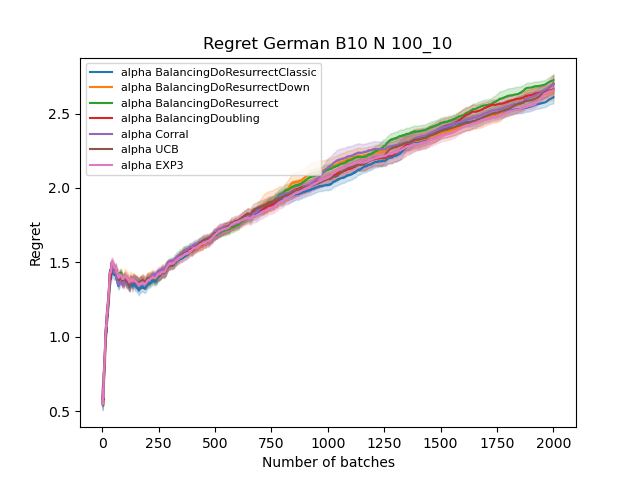 Regret German B10 N 100_10
alpha BalancingDoResurrectClassic
alpha BalancingDoResurrectDown
alpha BalancingDoResurrect
alpha BalancingDoubling
alpha Corral
alpha UCB
alpha EXP3
2.5
2.0
1.5
1.0
0.5
Regret
0 250 500 750 1000 1250 1500 1750 2000
Number of batches